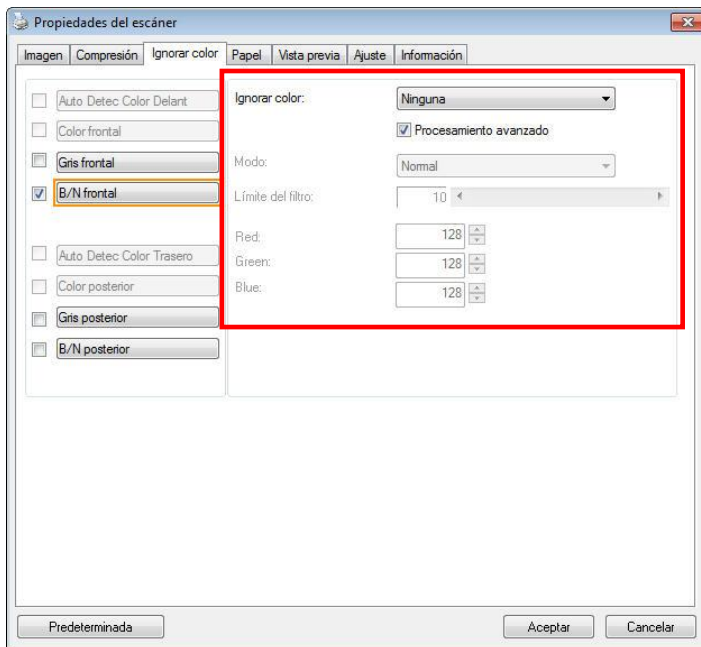 Propiedades del escáner
Imagen Compresión Ignorar color Papel Vista previa Ajuste Información
Auto Detec Color Delant
Color frontal
Gris frontal
B/N frontal
Auto Detec Color Trasero
Color posterior
Gris posterior
B/N posterior
Ignorar color: Ninguna
Procesamiento avanzado
Modo: Normal
Límite del filtro: 10
Red: 128
Green: 128
Blue: 128
Predeterminada Aceptar Cancelar